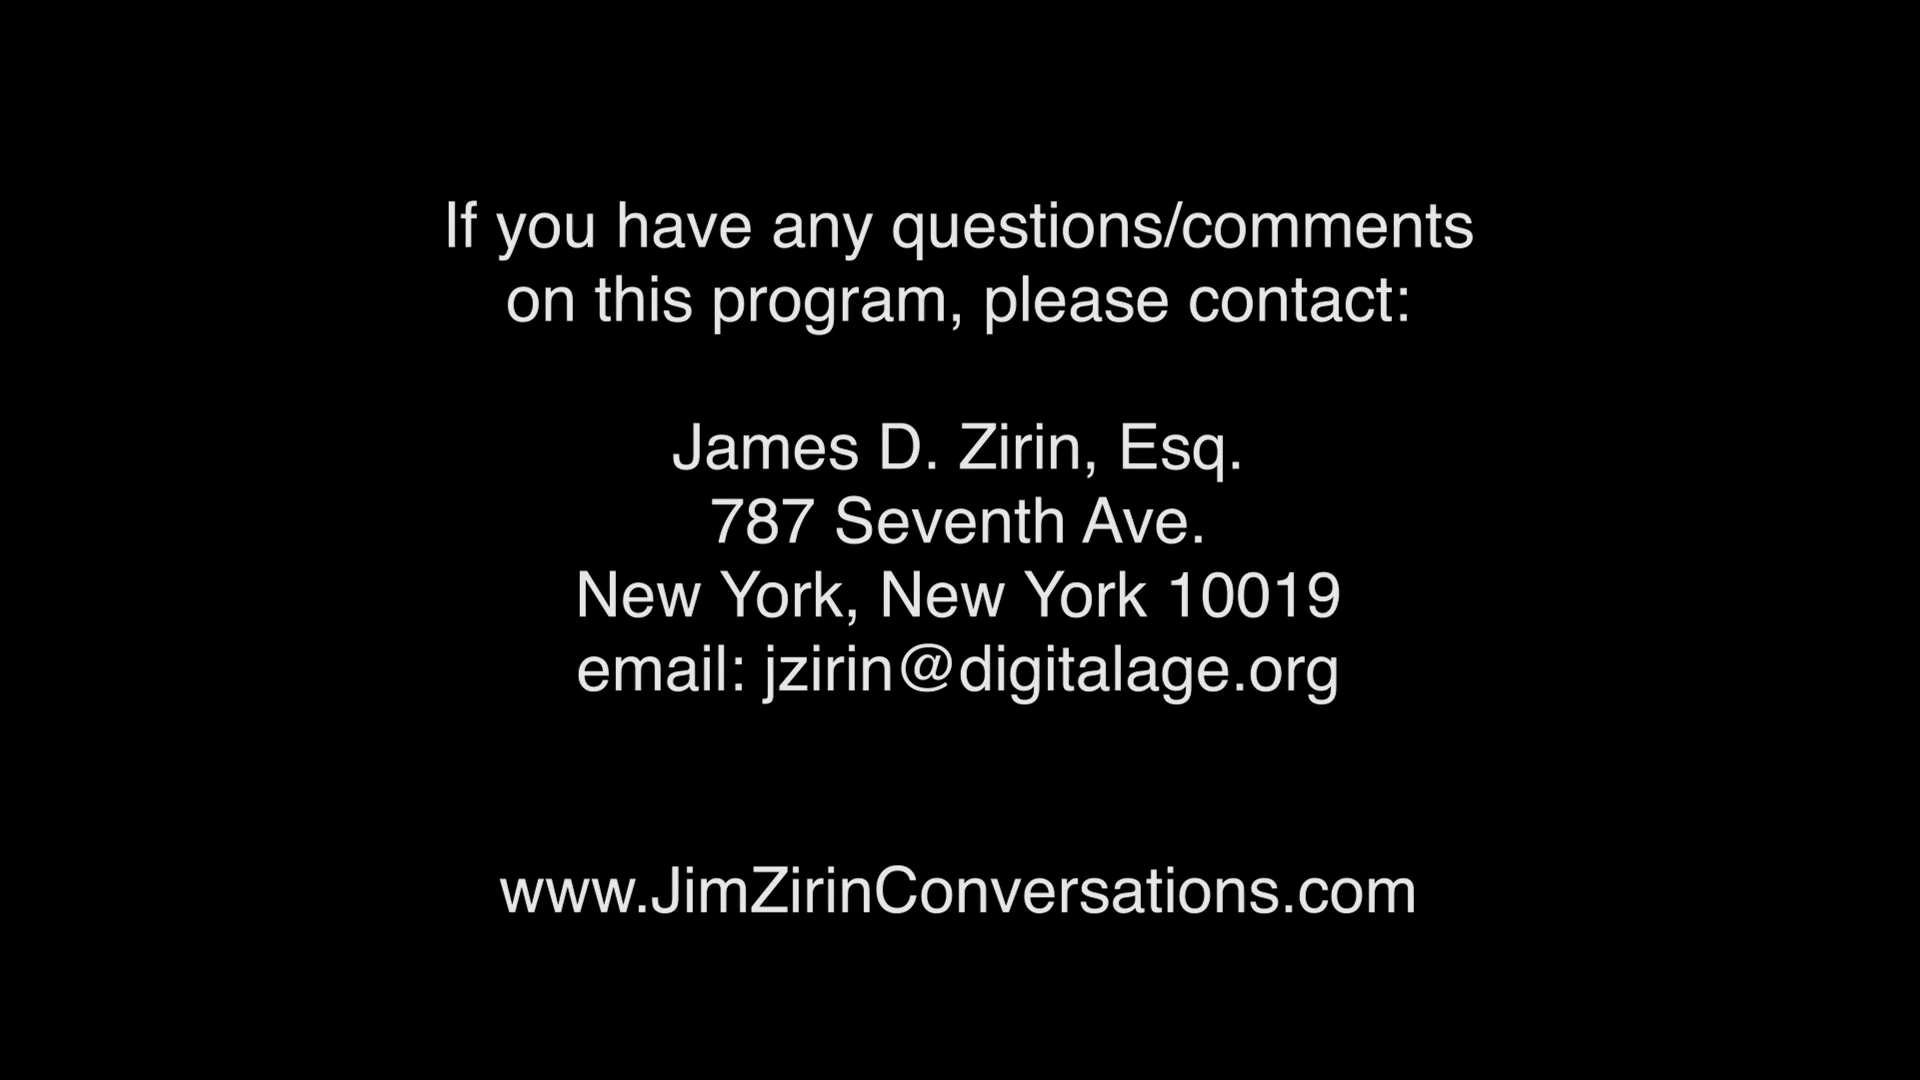 If you have any questions/comments
on this program, please contact:
James D. Zirin, Esq.
787 Seventh Ave.
New York, New York 10019
email: jzirin@digitalage.org
www.JimZirinConversations.com